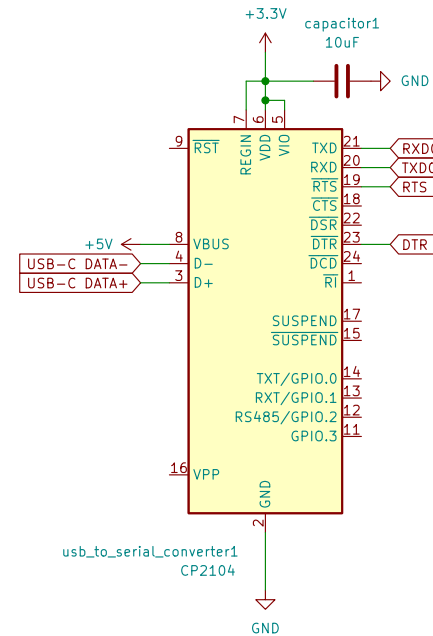 +3.3V
capacitor1
10uF
GND
7
6
5
REGIN
VDD
VIO
9 RST
TXD 21 RXD0
RXD 20 TXD0
RTS 19 RTS
CTS 18
DSR 22
+5V 8 VBUS
DTR 23 DTR
USB-C DATA- 4 D-
DCD 24
USB-C DATA+ 3 D+
RI 1
SUSPEND 17
SUSPEND 15
TXT/GPIO.0 14
RXT/GPIO.1 13
RS485/GPIO.2 12
GPIO.3 11
16 VPP
GND
2
usb_to_serial_converter1
CP2104
GND